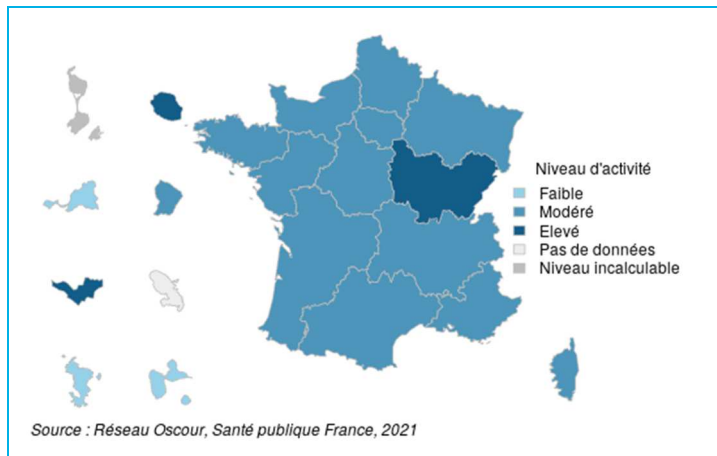 Niveau d'activité
Faible
Modéré
Elevé
Pas de données
Niveau incalculable
Source : Réseau Oscour, Santé publique France, 2021